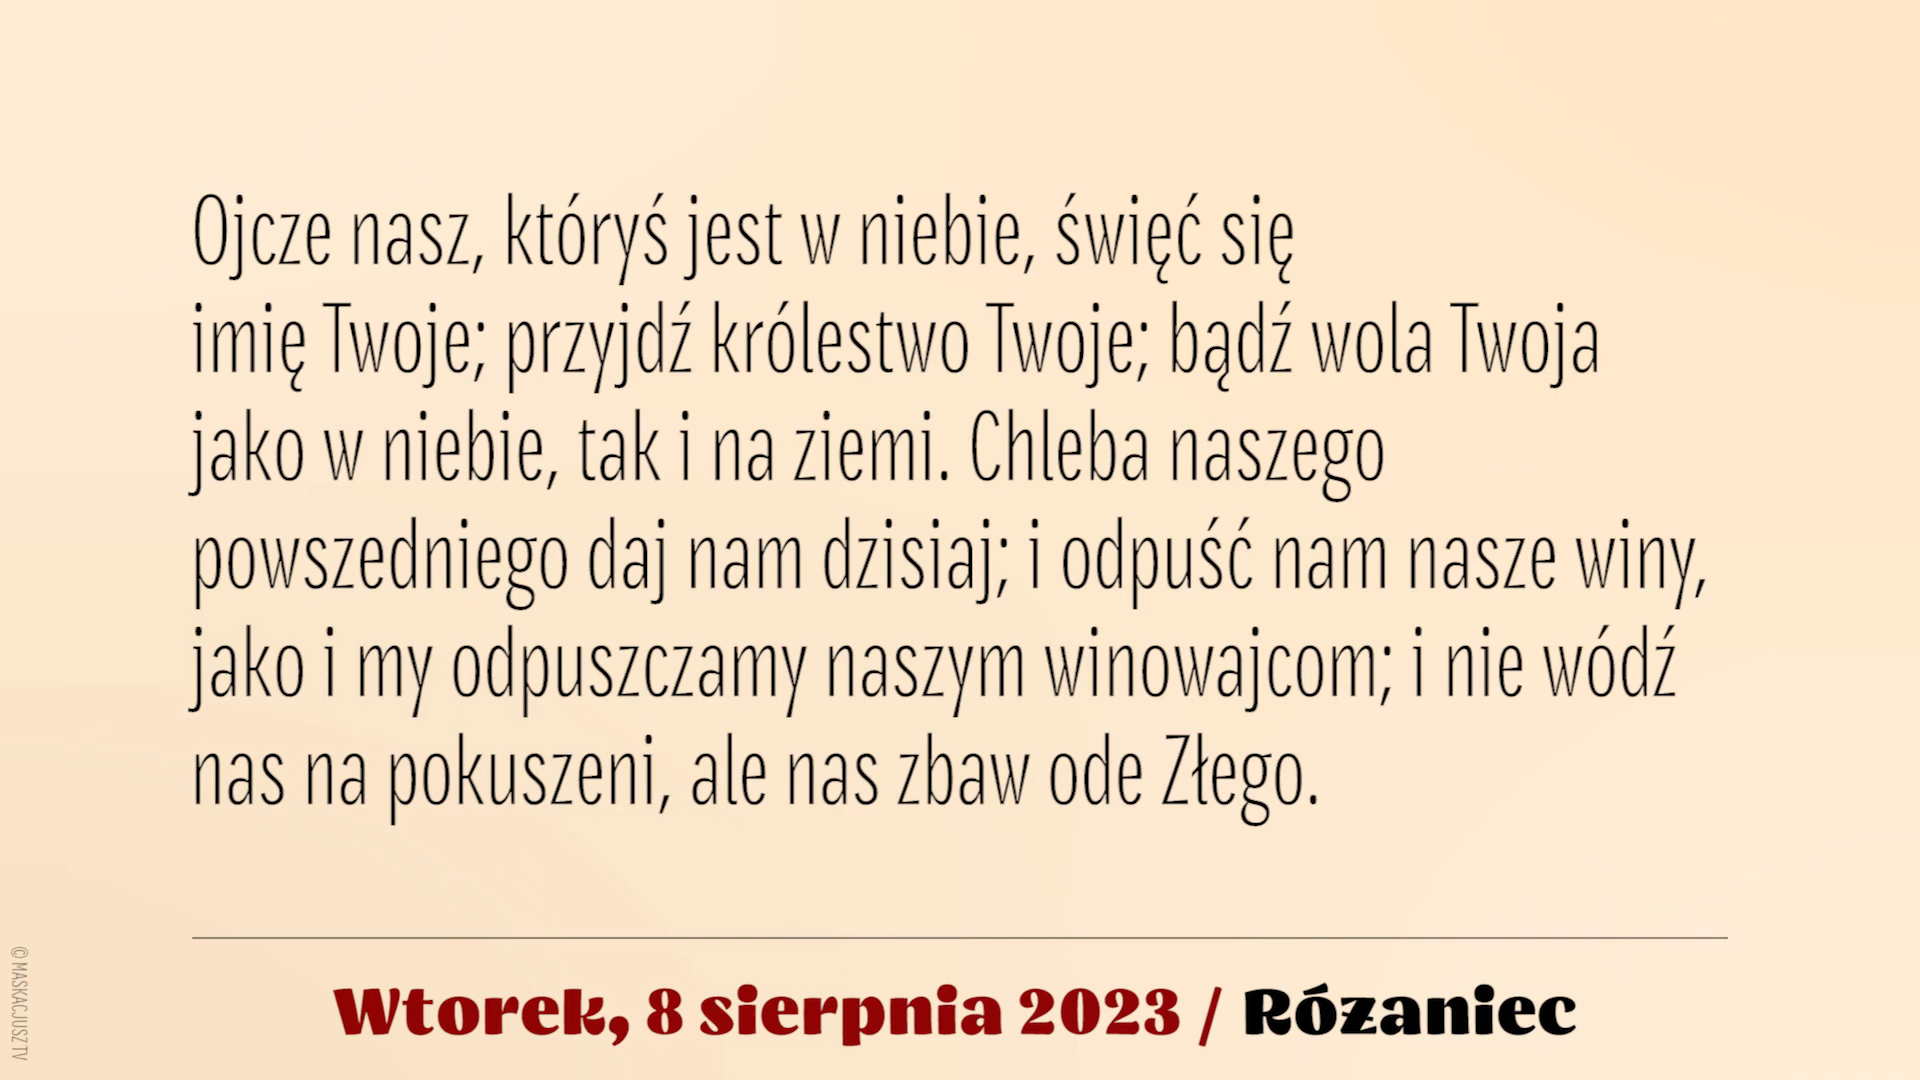 Ojcze nasz, któryś jest w niebie, święć się
imię Twoje; przyjdź królestwo Twoje; bądź wola Twoja
jako w niebie, tak i na ziemi. Chleba naszego
powszedniego daj nam dzisiaj; i odpuść nam nasze winy,
jako i my odpuszczamy naszym winowajcom; i nie wódź
nas na pokuszeni, ale nas zbaw ode Złego.
Wtorek, 8 sierpnia 2023 / Rózaniec
© MASKACJUSZ TV